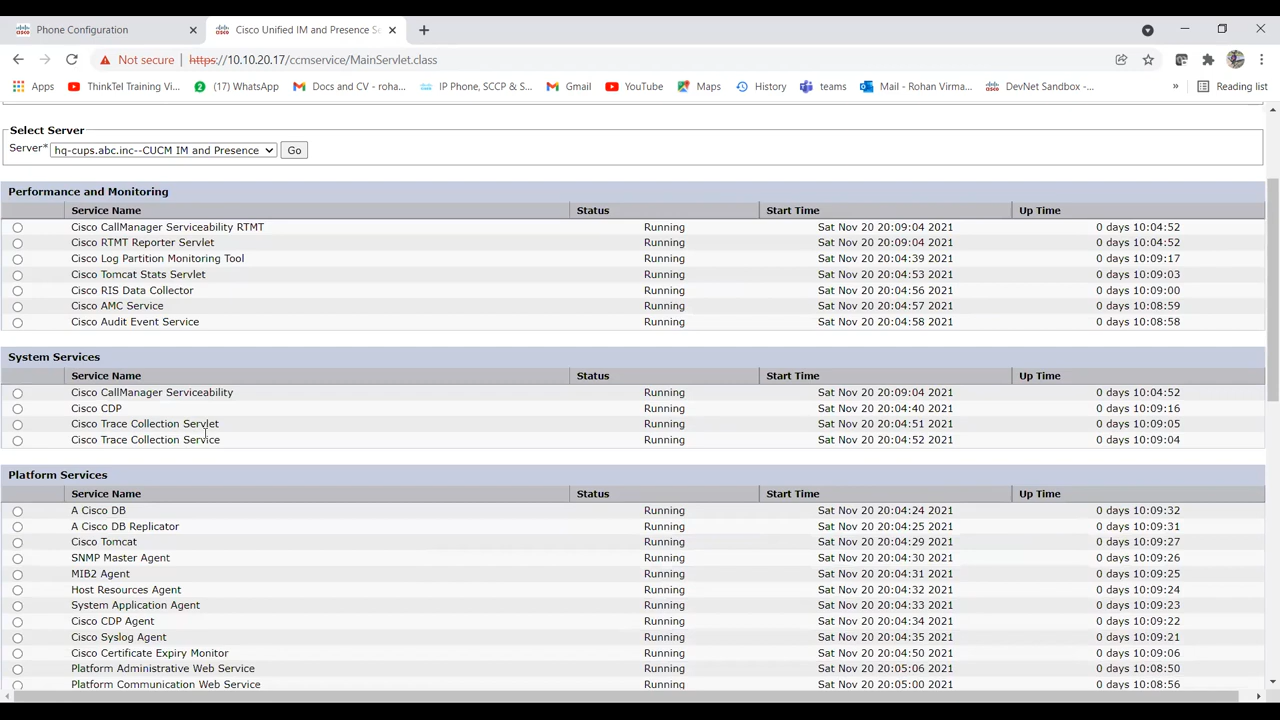 Phone Configuration
Cisco Unified IM and Presence Se
Not secure https://10.10.20.17/ccmservice/MainServlet.class
Apps ThinkTel Training Vi... 2 (17) WhatsApp Docs and CV - roha... IP Phone, SCCP & S... Gmail YouTube Maps History teams Mail - Rohan Virma... DevNet Sandbox -... » Reading list
Select Server
Server* hq-cups.abc.inc--CUCM IM and Presence Go
Performance and Monitoring
Service Name Status Start Time Up Time
Cisco CallManager Serviceability RTMT Running Sat Nov 20 20:09:04 2021 0 days 10:04:52
Cisco RTMT Reporter Servlet Running Sat Nov 20 20:09:04 2021 0 days 10:04:52
Cisco Log Partition Monitoring Tool Running Sat Nov 20 20:04:39 2021 0 days 10:09:17
Cisco Tomcat Stats Servlet Running Sat Nov 20 20:04:53 2021 0 days 10:09:03
Cisco RIS Data Collector Running Sat Nov 20 20:04:56 2021 0 days 10:09:00
Cisco AMC Service Running Sat Nov 20 20:04:57 2021 0 days 10:08:59
Cisco Audit Event Service Running Sat Nov 20 20:04:58 2021 0 days 10:08:58
System Services
Service Name Status Start Time Up Time
Cisco CallManager Serviceability Running Sat Nov 20 20:09:04 2021 0 days 10:04:52
Cisco CDP Running Sat Nov 20 20:04:40 2021 0 days 10:09:16
Cisco Trace Collection Servlet Running Sat Nov 20 20:04:51 2021 0 days 10:09:05
Cisco Trace Collection Service Running Sat Nov 20 20:04:52 2021 0 days 10:09:04
Platform Services
Service Name Status Start Time Up Time
A Cisco DB Running Sat Nov 20 20:04:24 2021 0 days 10:09:32
A Cisco DB Replicator Running Sat Nov 20 20:04:25 2021 0 days 10:09:31
Cisco Tomcat Running Sat Nov 20 20:04:29 2021 0 days 10:09:27
SNMP Master Agent Running Sat Nov 20 20:04:30 2021 0 days 10:09:26
MIB2 Agent Running Sat Nov 20 20:04:31 2021 0 days 10:09:25
Host Resources Agent Running Sat Nov 20 20:04:32 2021 0 days 10:09:24
System Application Agent Running Sat Nov 20 20:04:33 2021 0 days 10:09:23
Cisco CDP Agent Running Sat Nov 20 20:04:34 2021 0 days 10:09:22
Cisco Syslog Agent Running Sat Nov 20 20:04:35 2021 0 days 10:09:21
Cisco Certificate Expiry Monitor Running Sat Nov 20 20:04:50 2021 0 days 10:09:06
Platform Administrative Web Service Running Sat Nov 20 20:05:06 2021 0 days 10:08:50
Platform Communication Web Service Running Sat Nov 20 20:05:00 2021 0 days 10:08:56